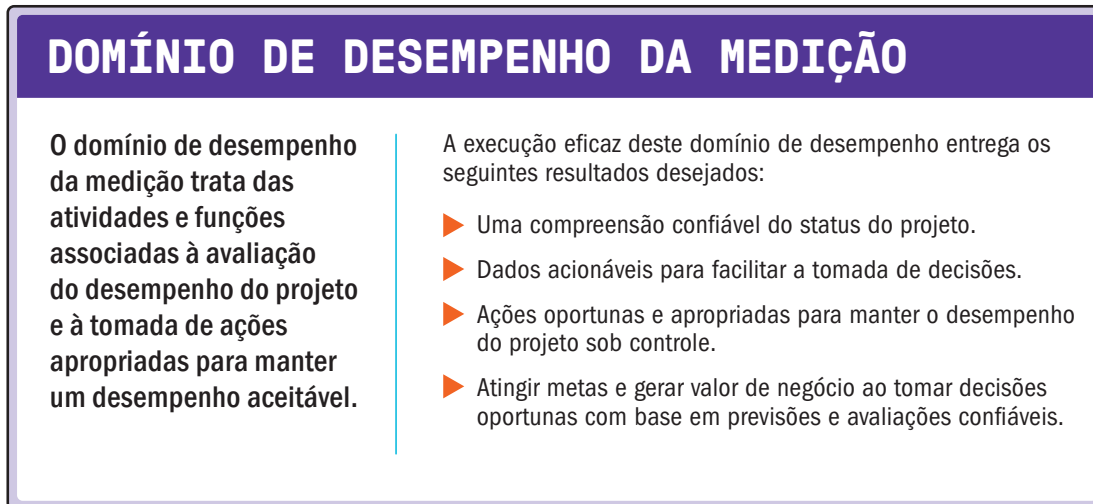 DOMÍNIO DE DESEMPENHO DA MEDIÇÃO
O domínio de desempenho
da medição trata das
atividades e funções
associadas à avaliação
do desempenho do projeto
e à tomada de ações
apropriadas para manter
um desempenho aceitável.
A execução eficaz deste domínio de desempenho entrega os
seguintes resultados desejados:
Uma compreensão confiável do status do projeto.
Dados acionáveis para facilitar a tomada de decisões.
Ações oportunas e apropriadas para manter o desempenho
do projeto sob controle.
Atingir metas e gerar valor de negócio ao tomar decisões
oportunas com base em previsões e avaliações confiáveis.